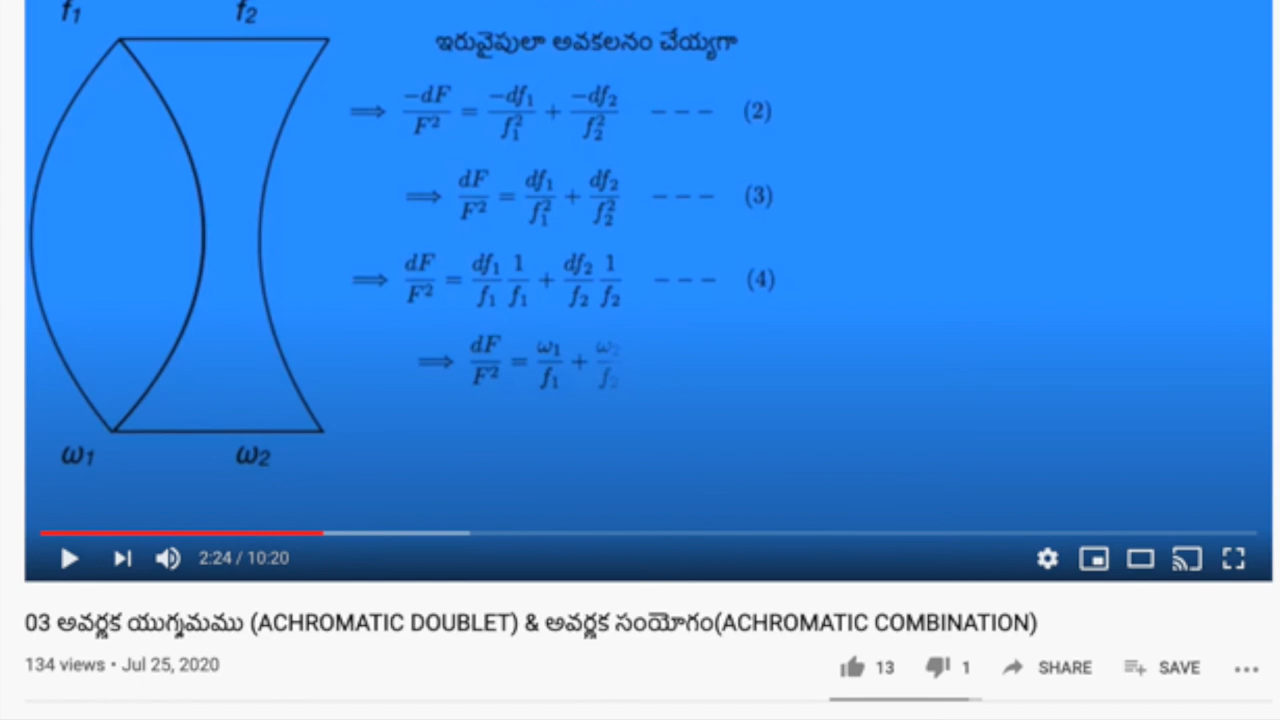 f₁ f₂
ఇరువైపులా అవకలనం చేయ్యగా
⟹ −dF/F² = −df₁/f₁² + −df₂/f₂² − − − (2)
⟹ dF/F² = df₁/f₁² + df₂/f₂² − − − (3)
⟹ dF/F² = df₁/f₁ 1/f₁ + df₂/f₂ 1/f₂ − − − (4)
⟹ dF/F² = ω₁/f₁ + ω₂/f₂
ω₁ ω₂
2:24 / 10:20
03 అవర్ణక యుగ్మమము (ACHROMATIC DOUBLET) & అవర్ణక సంయోగం(ACHROMATIC COMBINATION)
134 views • Jul 25, 2020
13 1 SHARE SAVE